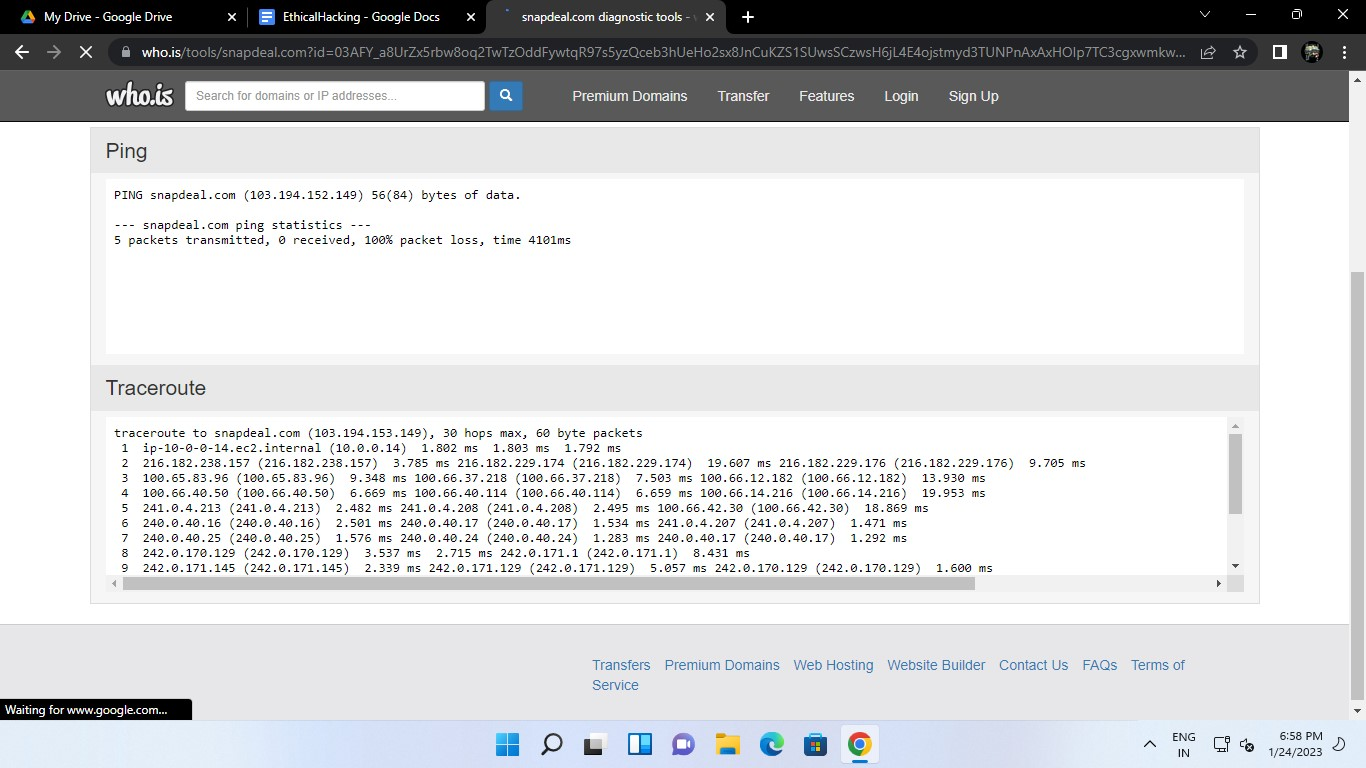 My Drive - Google Drive
EthicalHacking - Google Docs
snapdeal.com diagnostic tools -
who.is/tools/snapdeal.com?id=03AFY_a8UrZx5rbw8oq2TwTzOddFywtqR97s5yzQceb3hUeHo2sx8JnCuKZS1SUwsSCzwsH6jL4E4ojstmyd3TUNPnAxAxHOIp7TC3cgxwmkw...
who.is
Search for domains or IP addresses...
Premium Domains Transfer Features Login Sign Up
Ping
PING snapdeal.com (103.194.152.149) 56(84) bytes of data.
--- snapdeal.com ping statistics ---
5 packets transmitted, 0 received, 100% packet loss, time 4101ms
Traceroute
traceroute to snapdeal.com (103.194.153.149), 30 hops max, 60 byte packets
1 ip-10-0-0-14.ec2.internal (10.0.0.14) 1.802 ms 1.803 ms 1.792 ms
2 216.182.238.157 (216.182.238.157) 3.785 ms 216.182.229.174 (216.182.229.174) 19.607 ms 216.182.229.176 (216.182.229.176) 9.705 ms
3 100.65.83.96 (100.65.83.96) 9.348 ms 100.66.37.218 (100.66.37.218) 7.503 ms 100.66.12.182 (100.66.12.182) 13.930 ms
4 100.66.40.50 (100.66.40.50) 6.669 ms 100.66.40.114 (100.66.40.114) 6.659 ms 100.66.14.216 (100.66.14.216) 19.953 ms
5 241.0.4.213 (241.0.4.213) 2.482 ms 241.0.4.208 (241.0.4.208) 2.495 ms 100.66.42.30 (100.66.42.30) 18.869 ms
6 240.0.40.16 (240.0.40.16) 2.501 ms 240.0.40.17 (240.0.40.17) 1.534 ms 241.0.4.207 (241.0.4.207) 1.471 ms
7 240.0.40.25 (240.0.40.25) 1.576 ms 240.0.40.24 (240.0.40.24) 1.283 ms 240.0.40.17 (240.0.40.17) 1.292 ms
8 242.0.170.129 (242.0.170.129) 3.537 ms 2.715 ms 242.0.171.1 (242.0.171.1) 8.431 ms
9 242.0.171.145 (242.0.171.145) 2.339 ms 242.0.171.129 (242.0.171.129) 5.057 ms 242.0.170.129 (242.0.170.129) 1.600 ms
Transfers Premium Domains Web Hosting Website Builder Contact Us FAQs Terms of
Service
Waiting for www.google.com...
ENG
IN
6:58 PM
1/24/2023